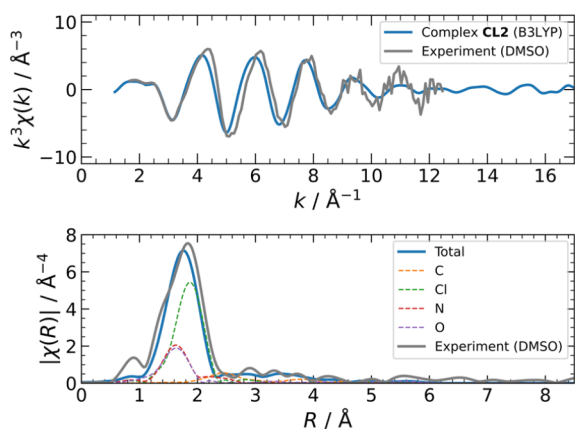 Complex CL2 (B3LYP)
Experiment (DMSO)
k³χ(k) / Å⁻³
10
0
−10
0 2 4 6 8 10 12 14 16
k / Å⁻¹
Total
C
Cl
N
O
Experiment (DMSO)
|χ(R)| / Å⁻⁴
8
6
4
2
0
0 1 2 3 4 5 6 7 8
R / Å